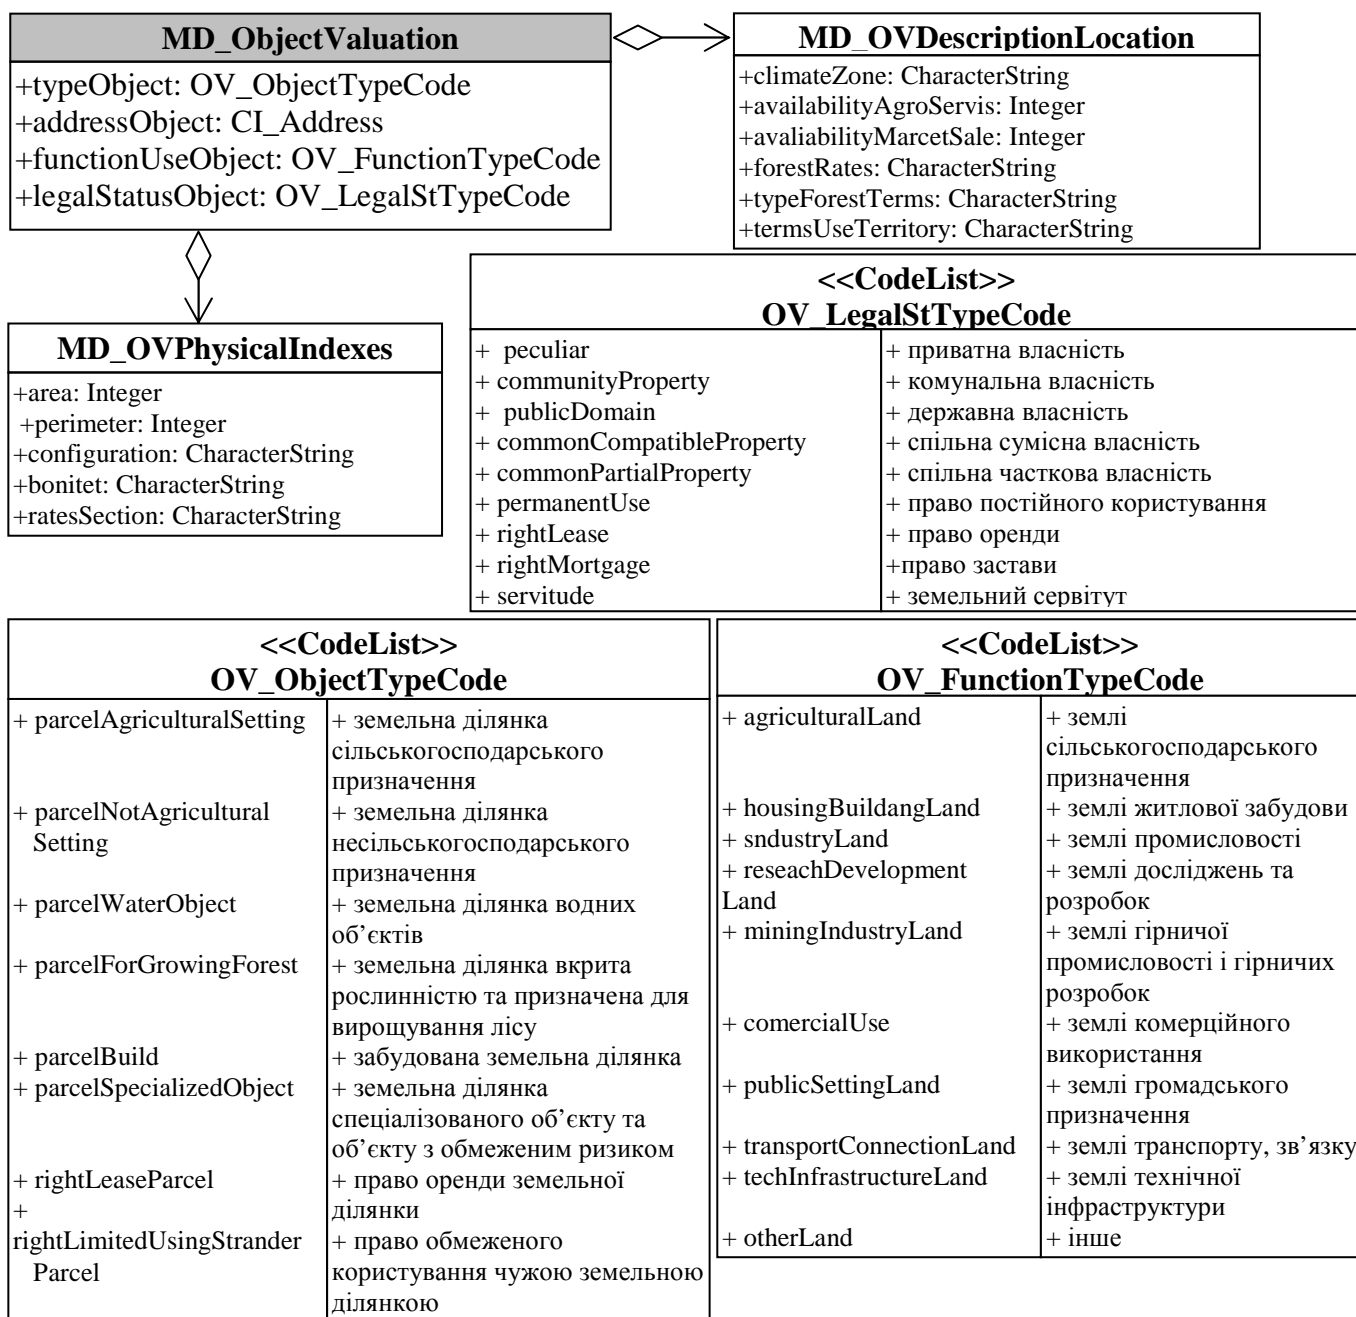 MD_ObjectValuation
+typeObject: OV_ObjectTypeCode
+addressObject: CI_Address
+functionUseObject: OV_FunctionTypeCode
+legalStatusObject: OV_LegalStTypeCode
MD_OVDescriptionLocation
+climateZone: CharacterString
+availabilityAgroServis: Integer
+avaliabilityMarcetSale: Integer
+forestRates: CharacterString
+typeForestTerms: CharacterString
+termsUseTerritory: CharacterString
MD_OVPhysicalIndexes
+area: Integer
+perimeter: Integer
+configuration: CharacterString
+bonitet: CharacterString
+ratesSection: CharacterString
<<CodeList>>
OV_LegalStTypeCode
+ peculiar
+ communityProperty
+ publicDomain
+ commonCompatibleProperty
+ commonPartialProperty
+ permanentUse
+ rightLease
+ rightMortgage
+ servitude
+ приватна власність
+ комунальна власність
+ державна власність
+ спільна сумісна власність
+ спільна часткова власність
+ право постійного користування
+ право оренди
+право застави
+ земельний сервітут
<<CodeList>>
OV_ObjectTypeCode
+ parcelAgriculturalSetting
+ земельна ділянка
сільськогосподарського
призначення
+ parcelNotAgricultural
Setting
+ земельна ділянка
несільськогосподарського
призначення
+ parcelWaterObject
+ земельна ділянка водних
об’єктів
+ parcelForGrowingForest
+ земельна ділянка вкрита
рослинністю та призначена для
вирощування лісу
+ parcelBuild
+ забудована земельна ділянка
+ parcelSpecializedObject
+ земельна ділянка
спеціалізованого об’єкту та
об’єкту з обмеженим ризиком
+ rightLeaseParcel
+ право оренди земельної
ділянки
+
rightLimitedUsingStrander
Parcel
+ право обмеженого
користування чужою земельною
ділянкою
<<CodeList>>
OV_FunctionTypeCode
+ agriculturalLand
+ землі
сільськогосподарського
призначення
+ housingBuildangLand
+ землі житлової забудови
+ sndustryLand
+ землі промисловості
+ reseachDevelopment
Land
+ землі досліджень та
розробок
+ miningIndustryLand
+ землі гірничої
промисловості і гірничих
розробок
+ comercialUse
+ землі комерційного
використання
+ publicSettingLand
+ землі громадського
призначення
+ transportConnectionLand
+ землі транспорту, зв’язку
+ techInfrastructureLand
+ землі технічної
інфраструктури
+ otherLand
+ інше